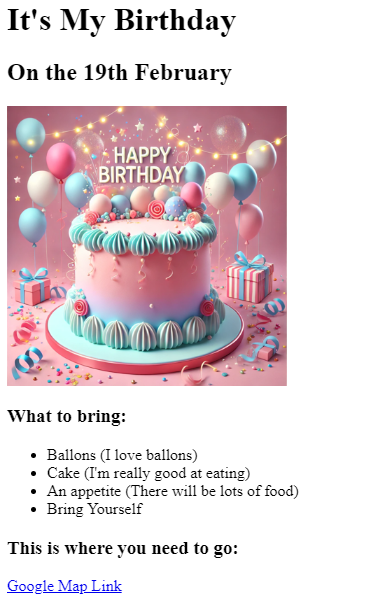 It's My Birthday
On the 19th February
HAPPY
BIRTHDAY
What to bring:
Ballons (I love ballons)
Cake (I'm really good at eating)
An appetite (There will be lots of food)
Bring Yourself
This is where you need to go:
Google Map Link